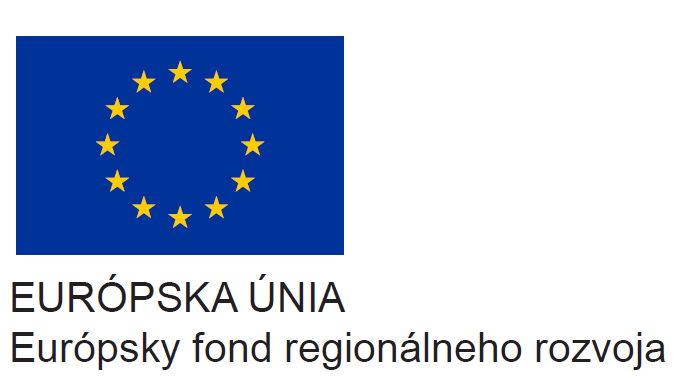 EURÓPSKA ÚNIA
Európsky fond regionálneho rozvoja